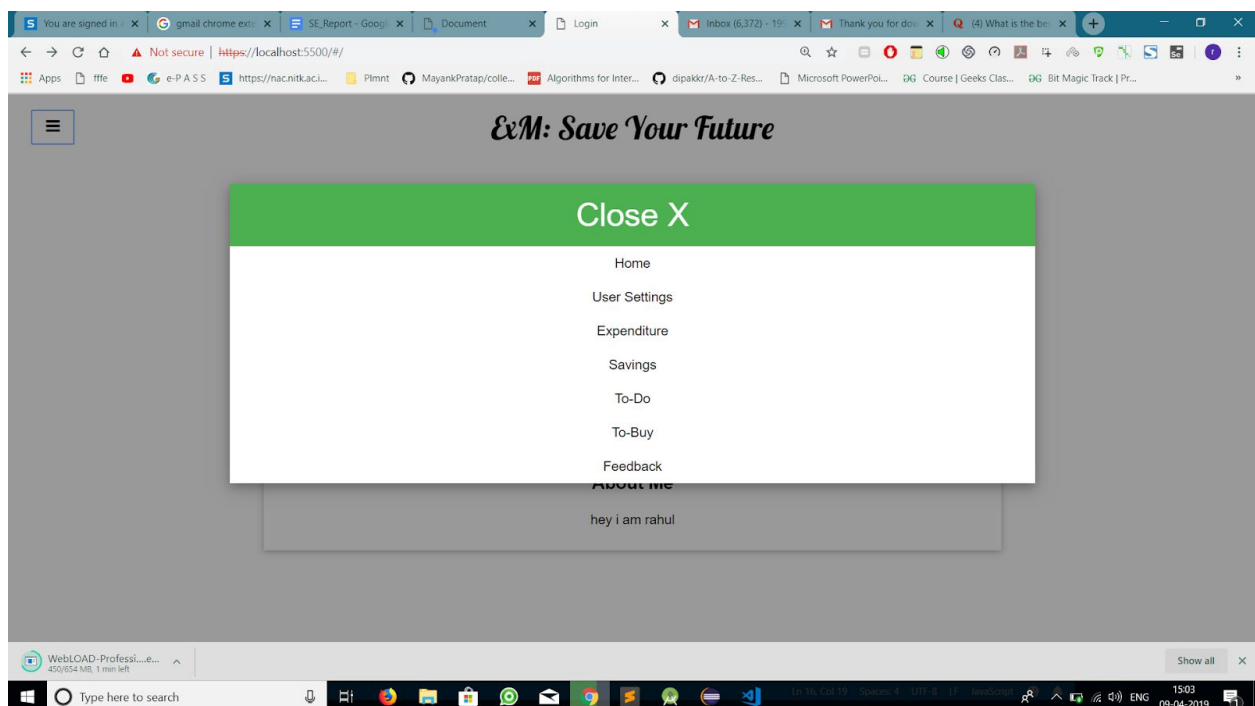 You are signed in
gmail chrome exte
SE_Report - Googl
Document
Login
Inbox (6,372) - 195
Thank you for dow
(4) What is the bes
Not secure | https://localhost:5500/#/
Apps
fffe
e-P A S S
https://nac.nitk.ac.i...
Plmnt
MayankPratap/colle...
Algorithms for Inter...
dipakkr/A-to-Z-Res...
Microsoft PowerPoi...
Course | Geeks Clas...
Bit Magic Track | Pr...
»
ExM: Save Your Future
Close X
Home
User Settings
Expenditure
Savings
To-Do
To-Buy
Feedback
About Me
hey i am rahul
WebLOAD-Professi....e...
450/654 MB, 1 min left
Show all
Type here to search
Ln 16, Col 19 Spaces: 4 UTF-8 LF JavaScript
ENG
15:03
09-04-2019